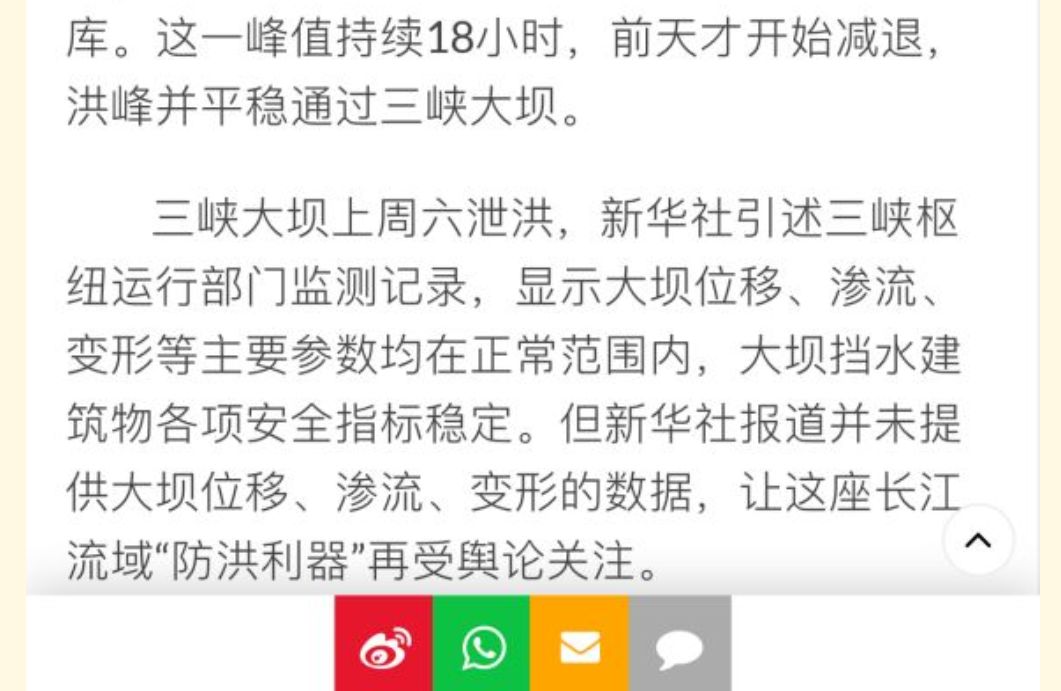 库。这一峰值持续18小时，前天才开始减退，
洪峰并平稳通过三峡大坝。
三峡大坝上周六泄洪，新华社引述三峡枢
纽运行部门监测记录，显示大坝位移、渗流、
变形等主要参数均在正常范围内，大坝挡水建
筑物各项安全指标稳定。但新华社报道并未提
供大坝位移、渗流、变形的数据，让这座长江
流域“防洪利器”再受舆论关注。